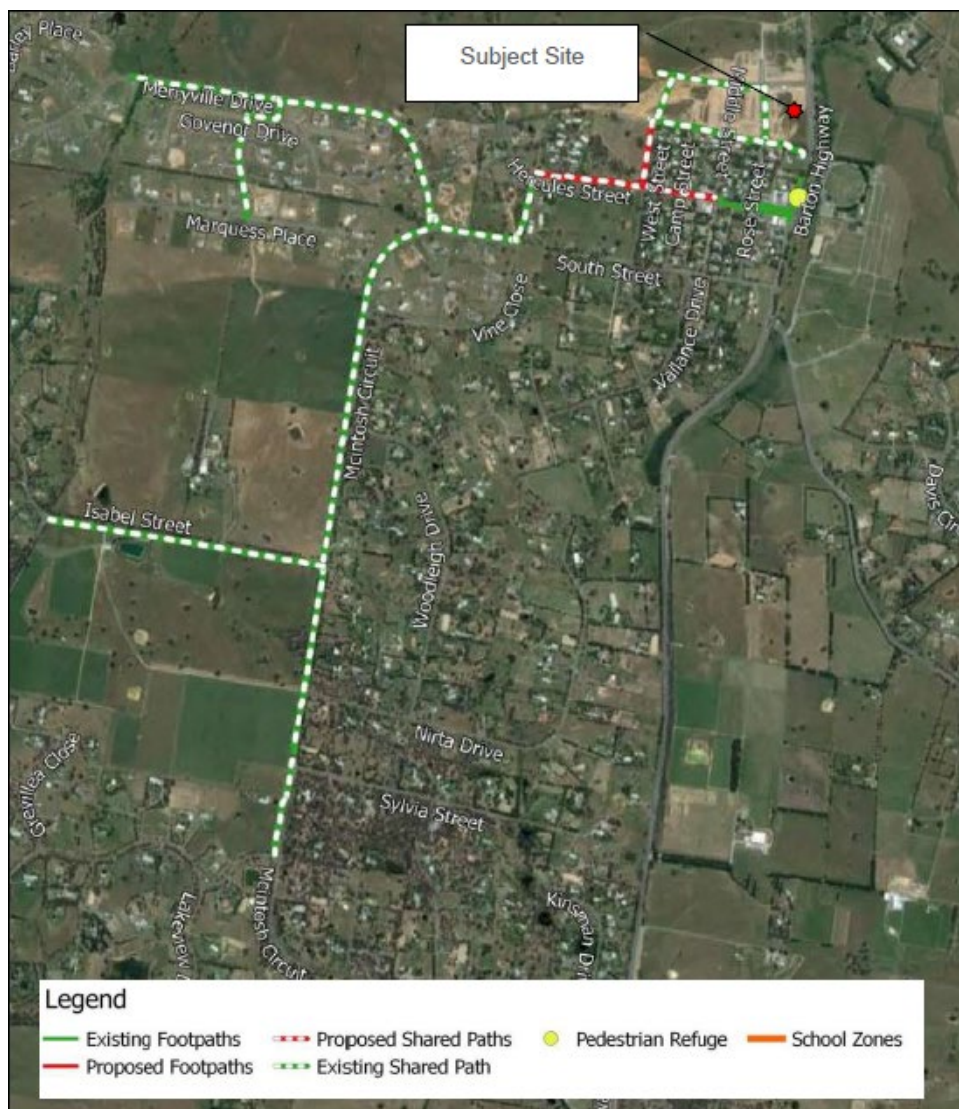 Subject Site
arley Place
Merryville Drive
Govenor Drive
Marquess Place
Hercules Street
West Street
Camp Street
Middle Street
Rose Street
Barton Highway
South Street
Vine Close
Vallance Drive
McIntosh Circuit
Isabel Street
Woodleigh Drive
Davis Cir
Nirta Drive
Sylvia Street
Grevillea Close
McIntosh Circuit
Lakeview
Kinsman Dri
Legend
Existing Footpaths
Proposed Shared Paths
Pedestrian Refuge
School Zones
Proposed Footpaths
Existing Shared Path